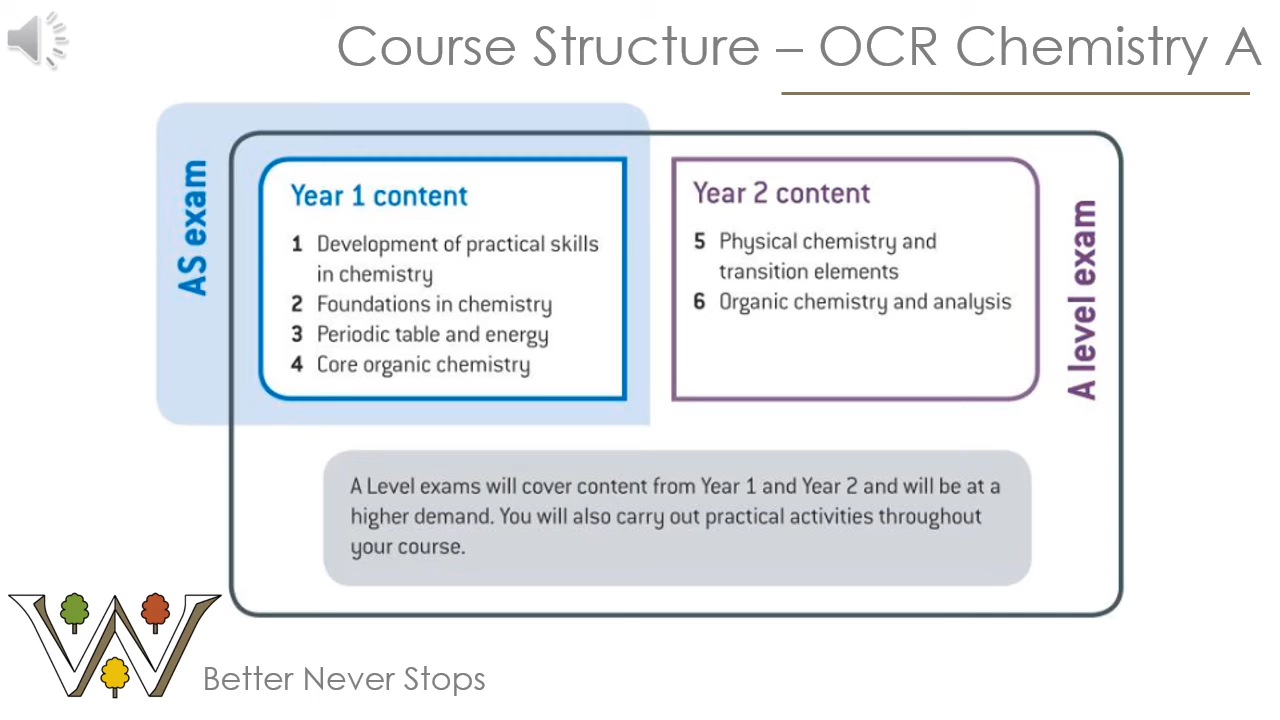 Course Structure – OCR Chemistry A
AS exam
Year 1 content
1 Development of practical skills
in chemistry
2 Foundations in chemistry
3 Periodic table and energy
4 Core organic chemistry
Year 2 content
5 Physical chemistry and
transition elements
6 Organic chemistry and analysis
A level exam
A Level exams will cover content from Year 1 and Year 2 and will be at a
higher demand. You will also carry out practical activities throughout
your course.
W
Better Never Stops